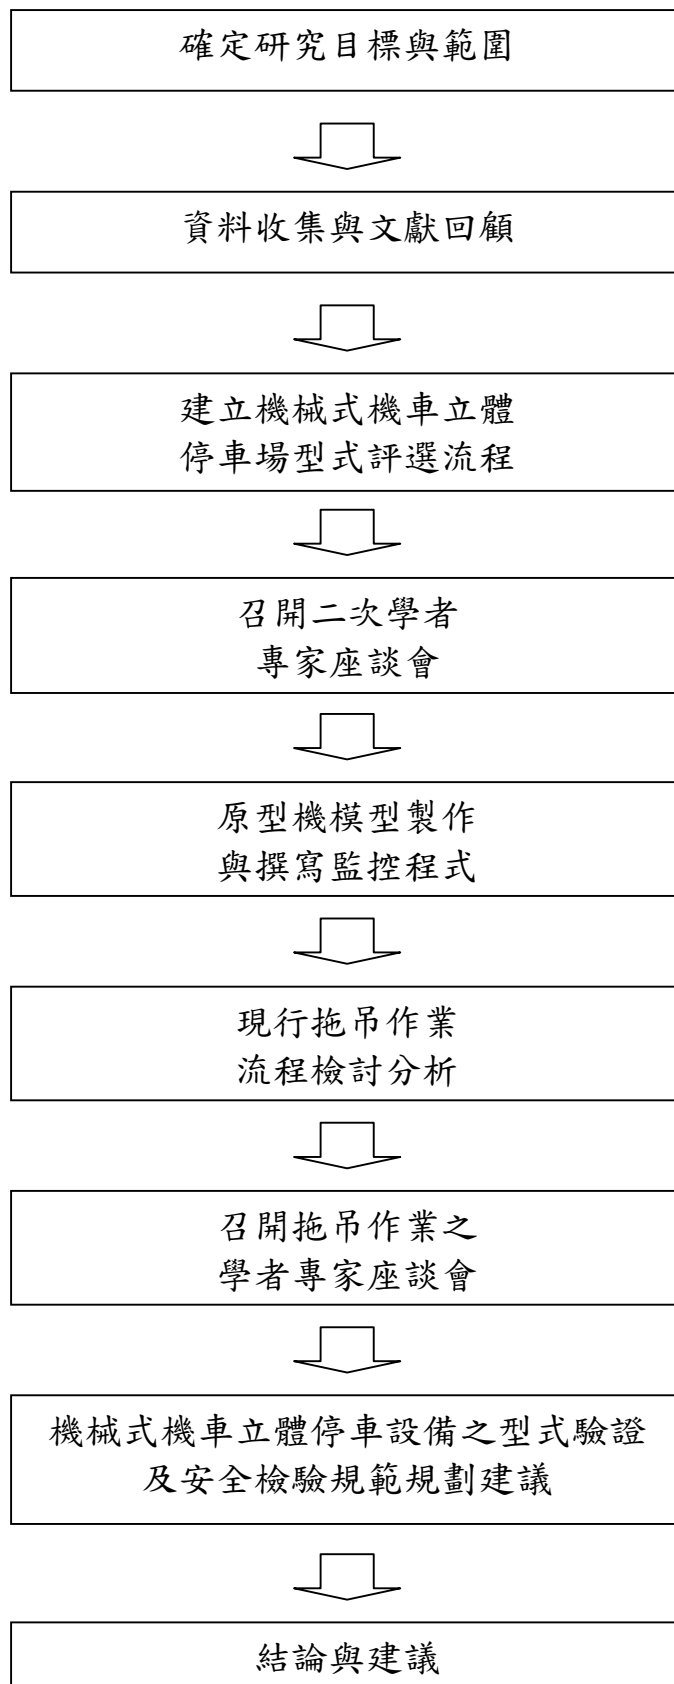 確定研究目標與範圍
資料收集與文獻回顧
建立機械式機車立體
停車場型式評選流程
召開二次學者
專家座談會
原型機模型製作
與撰寫監控程式
現行拖吊作業
流程檢討分析
召開拖吊作業之
學者專家座談會
機械式機車立體停車設備之型式驗證
及安全檢驗規範規劃建議
結論與建議